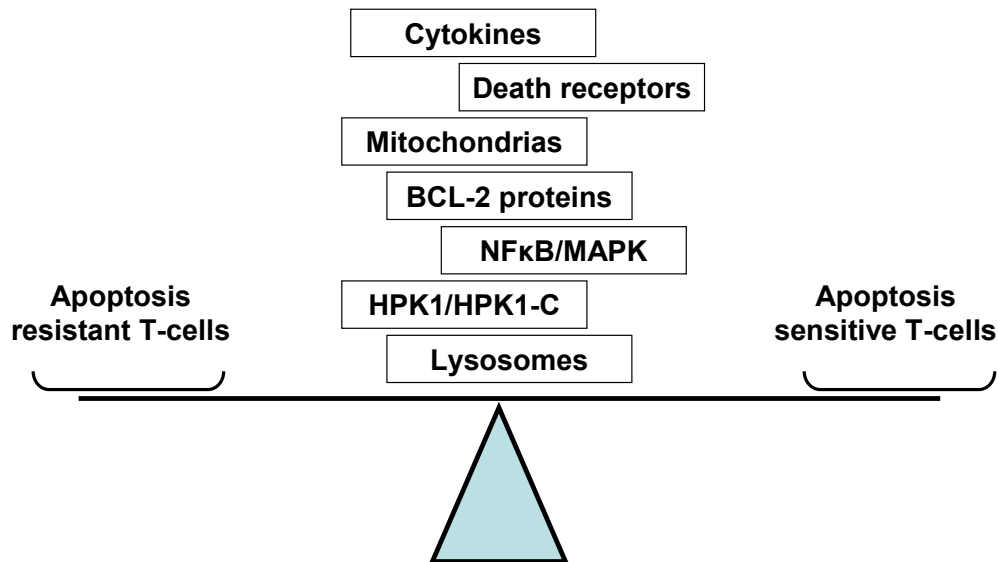 Cytokines
Death receptors
Mitochondrias
BCL-2 proteins
NFκB/MAPK
HPK1/HPK1-C
Lysosomes
Apoptosis
resistant T-cells
Apoptosis
sensitive T-cells